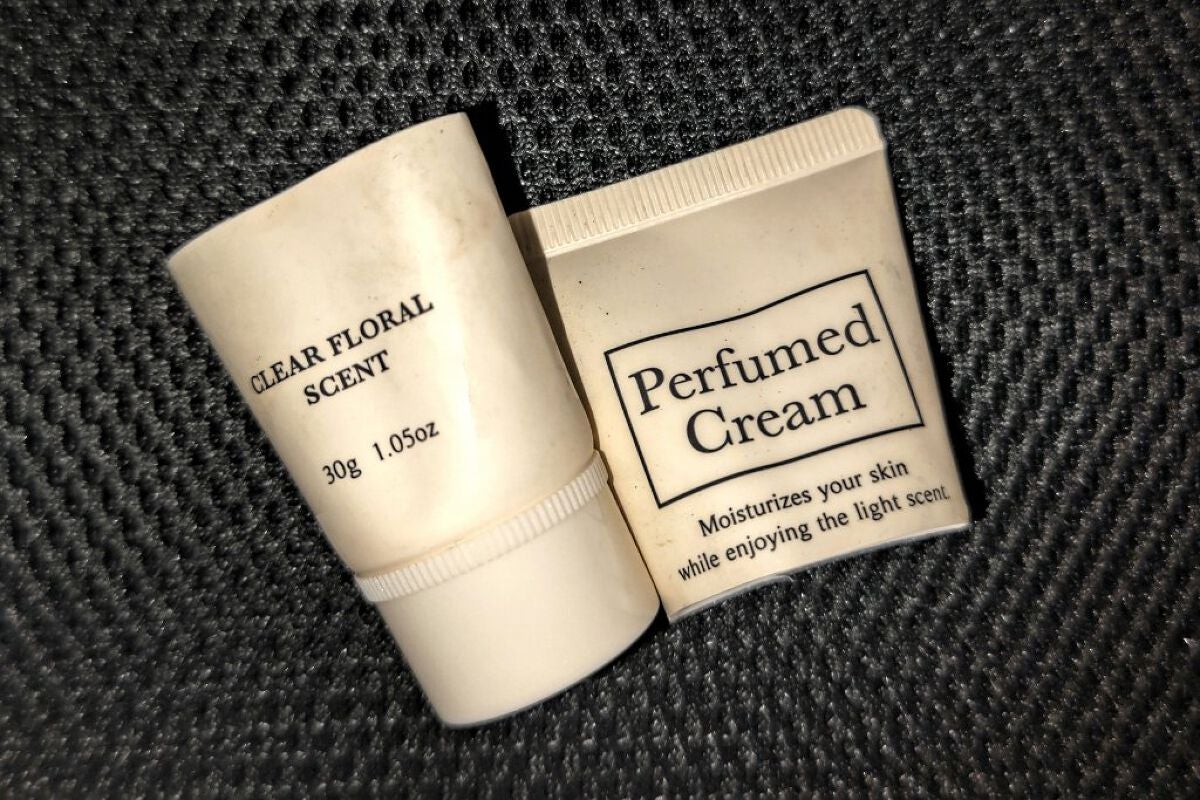 CLEAR FLORAL
SCENT
30g 1.05oz
Perfumed
Cream
Moisturizes your skin
while enjoying the light scent.